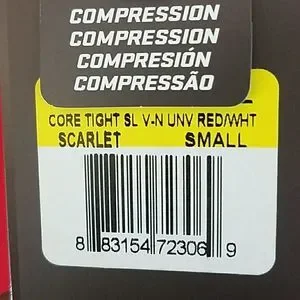 COMPRESSION
COMPRESSION
COMPRESIÓN
COMPRESSÃO
CORE TIGHT SL V-N UNV RED/WHT
SCARLET SMALL
8 83154 72306 9